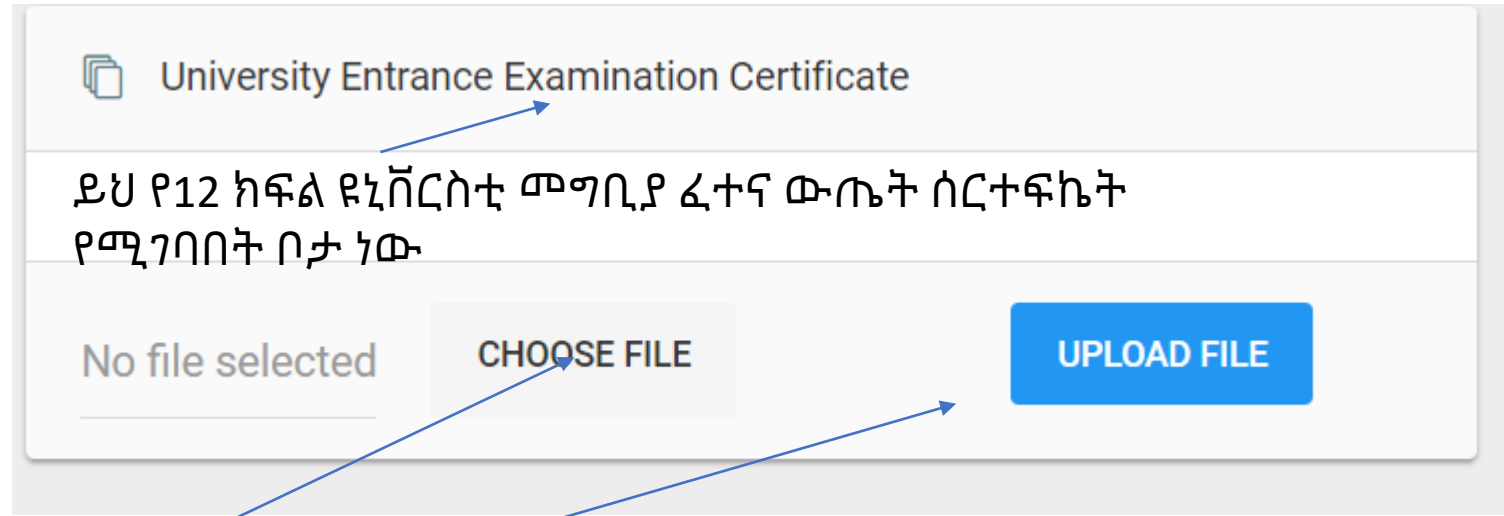 University Entrance Examination Certificate
ይህ የ12 ክፍል ዩኒቨርስቲ መግቢያ ፈተና ውጤት ሰርተፍኬት
የሚገባበት ቦታ ነው
No file selected CHOOSE FILE UPLOAD FILE